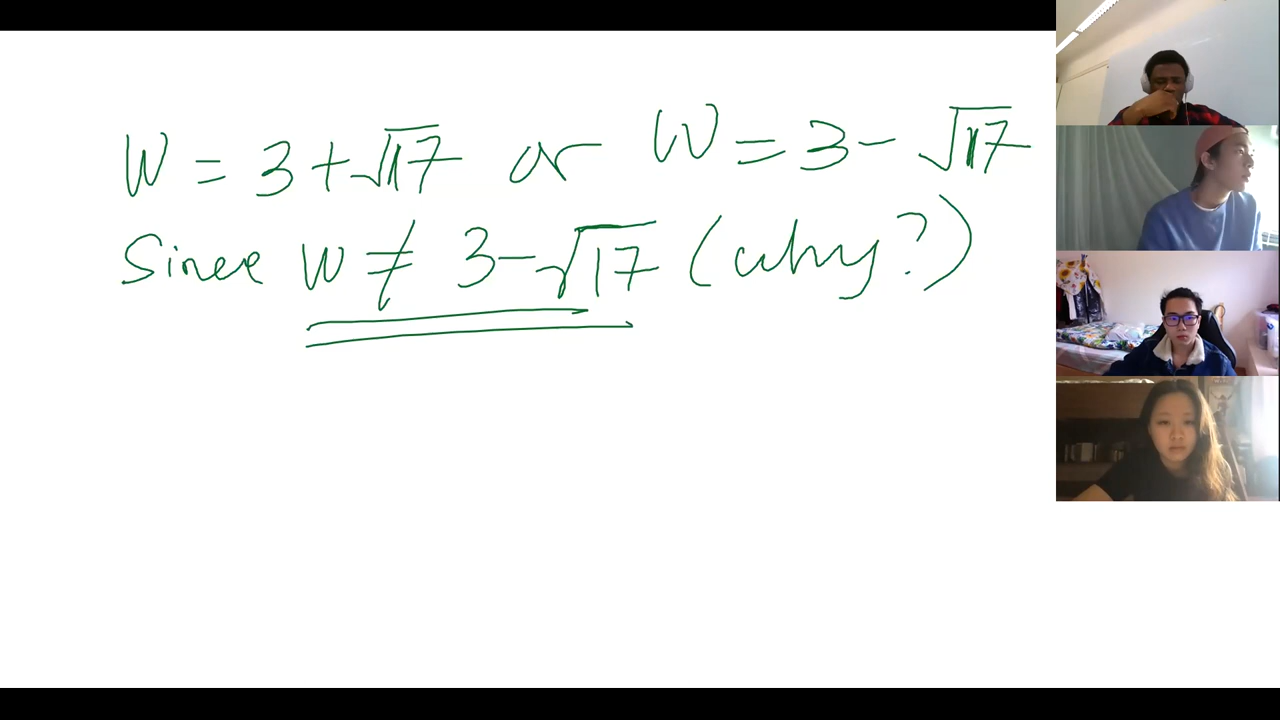 W = 3 + √17 or W = 3 - √17
Since W ≠ 3 - √17 (why?)